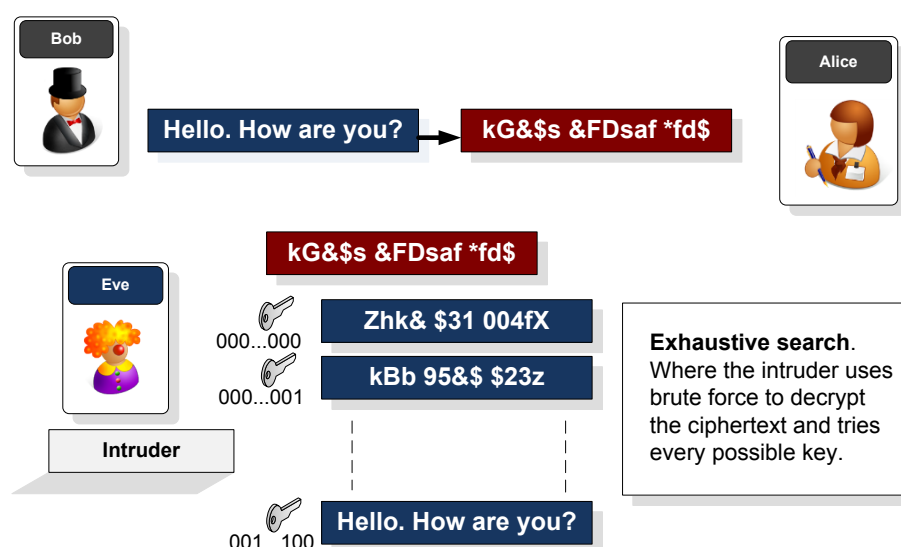 Bob
Alice
Hello. How are you?
kG&$s &FDsaf *fd$
kG&$s &FDsaf *fd$
Eve
Zhk& $31 004fX
000...000
kBb 95&$ $23z
000...001
Intruder
Exhaustive search.
Where the intruder uses
brute force to decrypt
the ciphertext and tries
every possible key.
Hello. How are you?
001...100